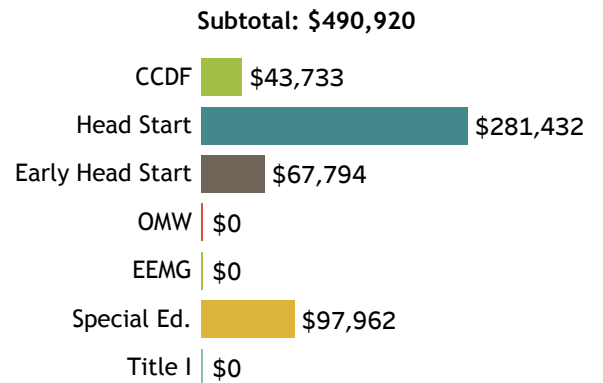 Subtotal: $490,920
CCDF $43,733
Head Start $281,432
Early Head Start $67,794
OMW $0
EEMG $0
Special Ed. $97,962
Title I $0